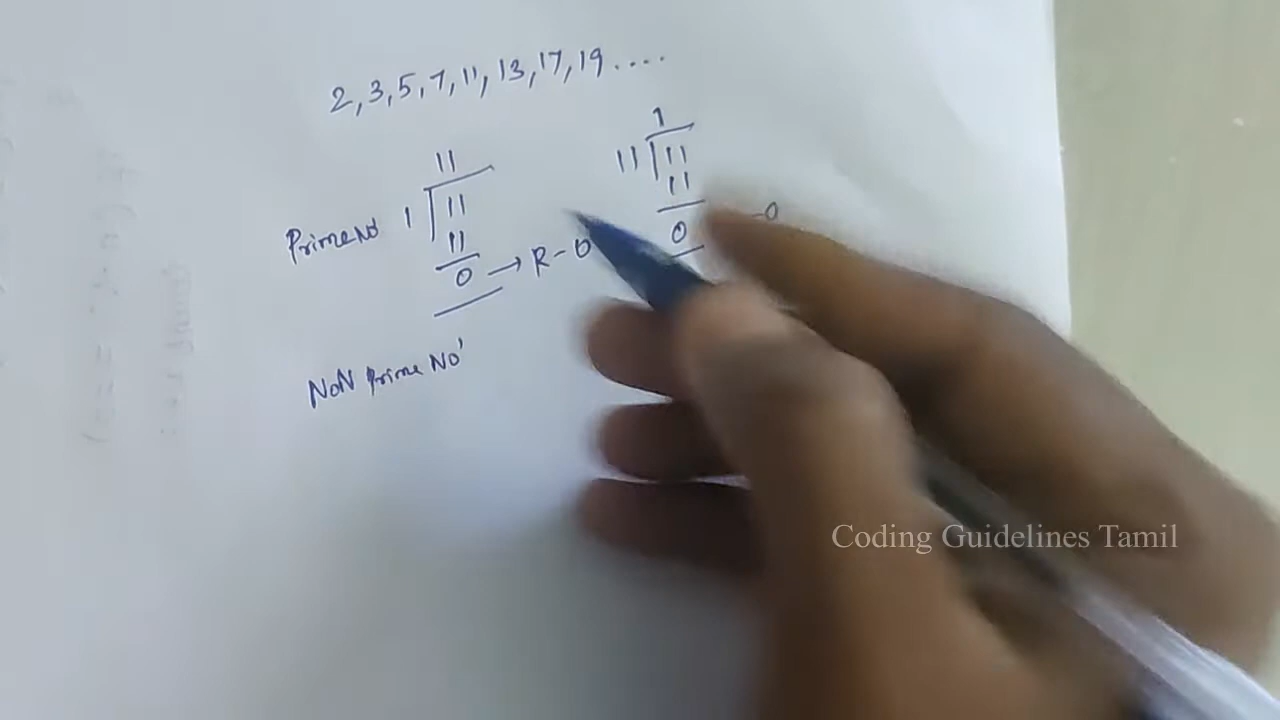 2, 3, 5, 7, 11, 13, 17, 19 ....
11
Prime No 1 11
11
0 → R - 0
1
11 11
11
0 -0
NoN Prime No'
Coding Guidelines Tamil